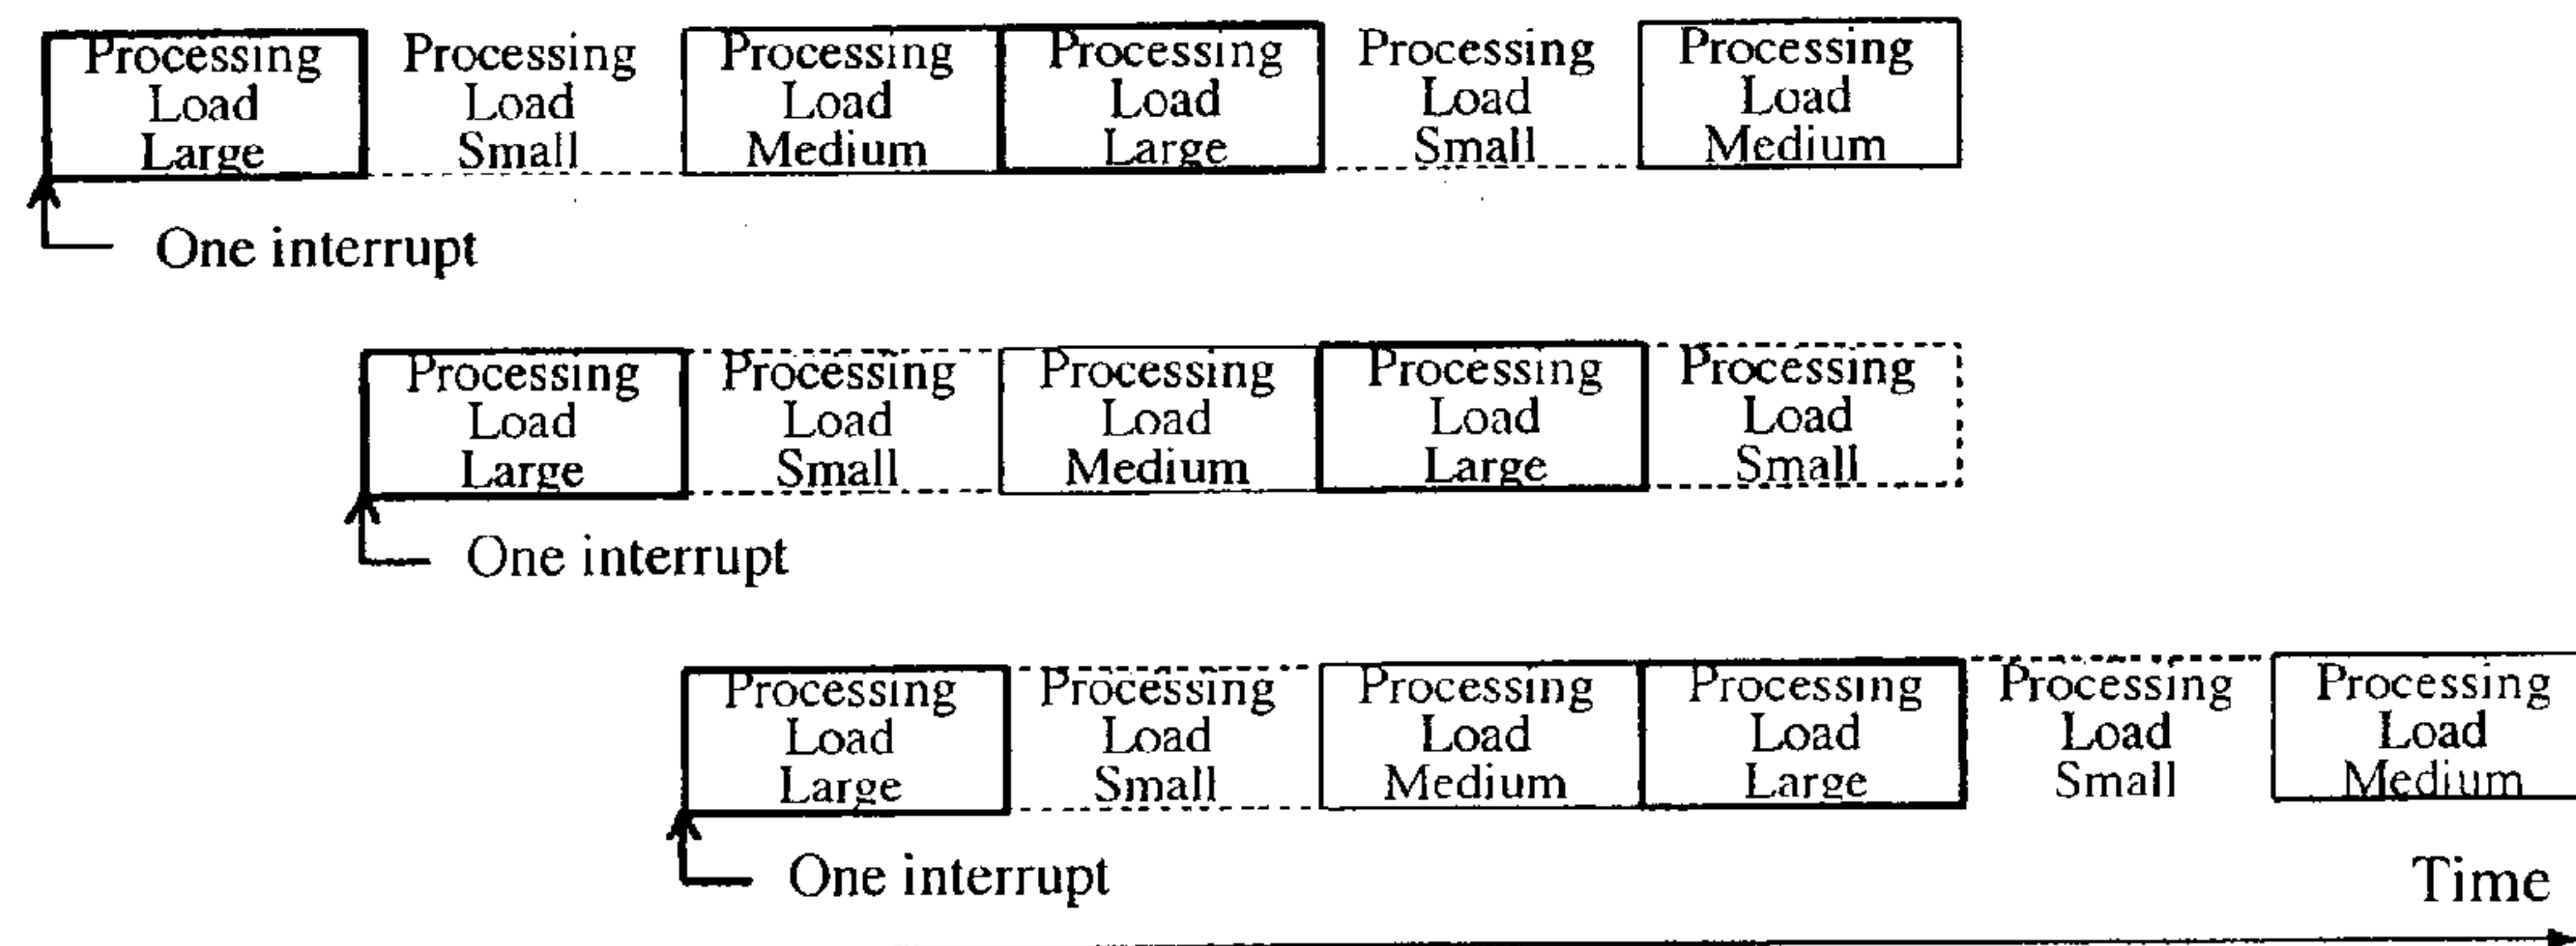 Processing Processing Processing Processing Processing Processing
Load Load Load Load Load Load
Large Small Medium Large Small Medium
One interrupt
Processing Processing Processing Processing Processing
Load Load Load Load Load
Large Small Medium Large Small
One interrupt
Processing Processing Processing Processing Processing Processing
Load Load Load Load Load Load
Large Small Medium Large Small Medium
One interrupt
Time